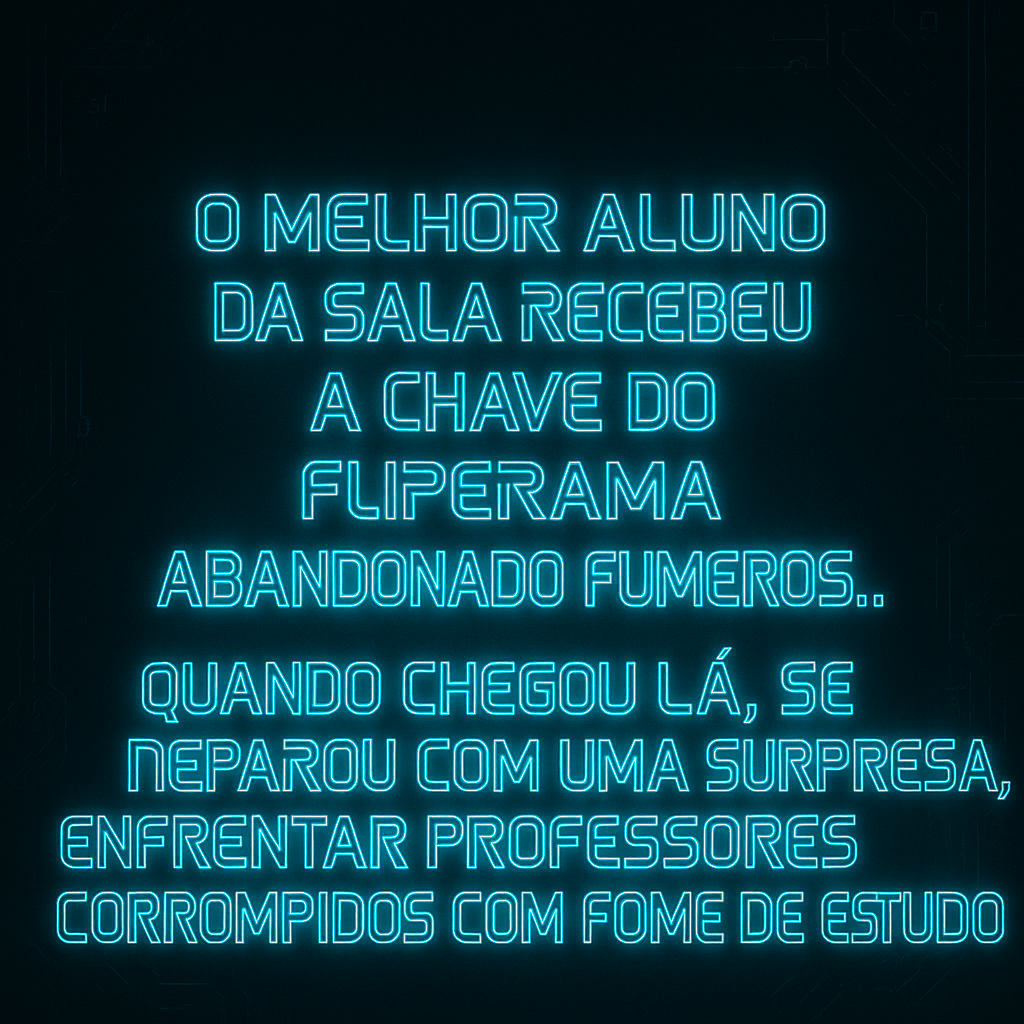 O MELHOR ALUNO
DA SALA RECEBEU
A CHAVE DO
FLIPERAMA
ABANDONADO FUMEROS..
QUANDO CHEGOU LÁ, SE
NEPAROU COM UMA SURPRESA,
ENFRENTAR PROFESSORES
CORROMPIDOS COM FOME DE ESTUDO